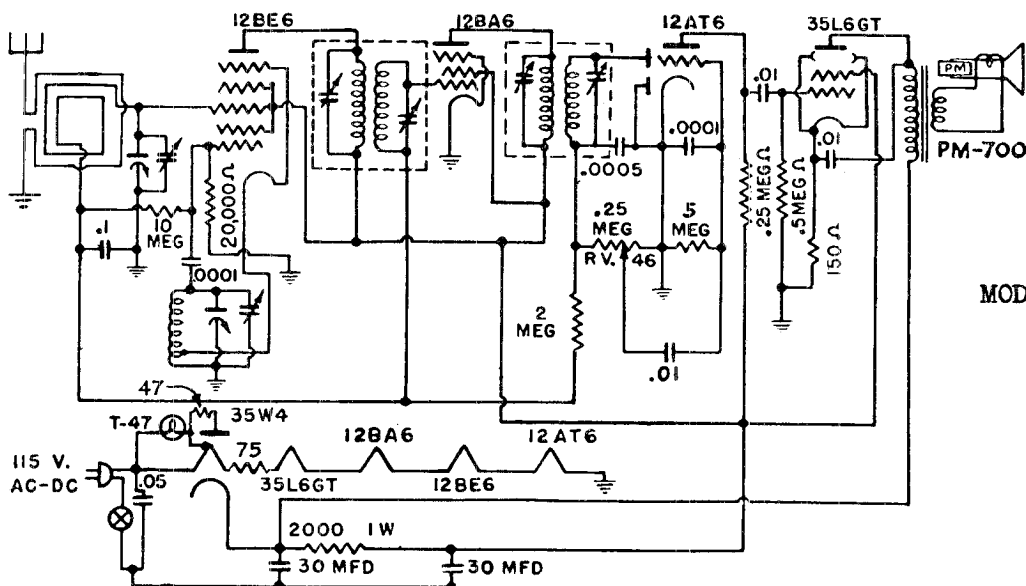 12BE6
12BA6
12AT6
35L6GT
PM
PM-700
.01
.01
.0001
.0005
.25 MEG
R V. 46
.5 MEG
.25 MEG Ω
.5 MEG Ω
150 Ω
MOD
10 MEG
.1
20,000 Ω
.0001
2 MEG
.01
47
T-47
35W4
75
12BA6
12AT6
115 V.
AC-DC
.05
35L6GT
12BE6
2000 1W
30 MFD
30 MFD